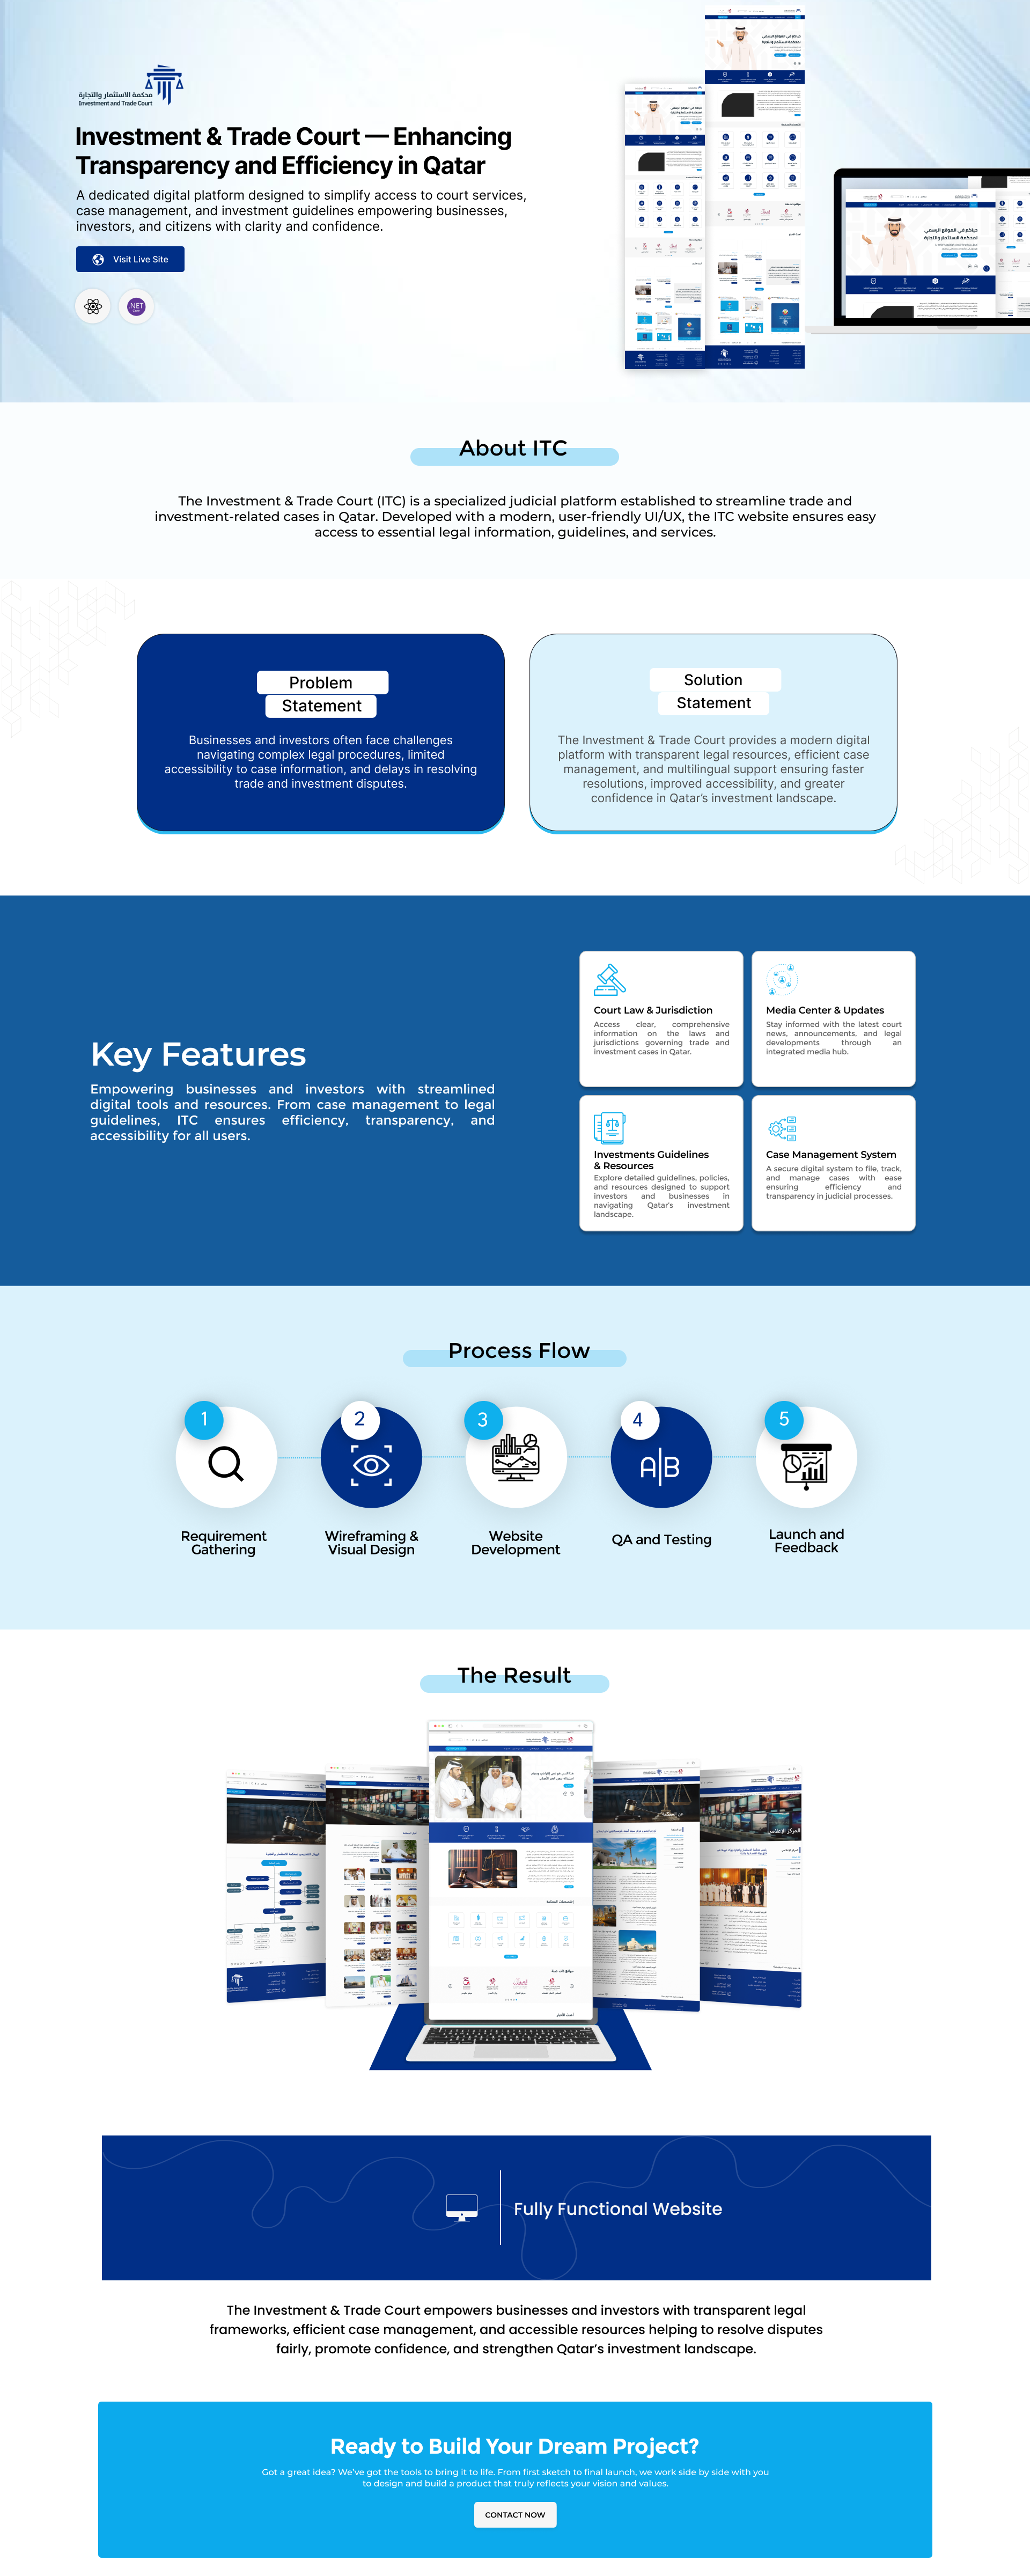 محكمة الاستثمار والتجارة
Investment and Trade Court
Investment & Trade Court — Enhancing
Transparency and Efficiency in Qatar
A dedicated digital platform designed to simplify access to court services,
case management, and investment guidelines empowering businesses,
investors, and citizens with clarity and confidence.
Visit Live Site
.NET
حياكم في الموقع الرسمي
لمحكمة الاستثمار والتجارة
حياكم في الموقع الرسمي
لمحكمة الاستثمار والتجارة
About ITC
The Investment & Trade Court (ITC) is a specialized judicial platform established to streamline trade and
investment-related cases in Qatar. Developed with a modern, user-friendly UI/UX, the ITC website ensures easy
access to essential legal information, guidelines, and services.
Problem
Statement
Businesses and investors often face challenges
navigating complex legal procedures, limited
accessibility to case information, and delays in resolving
trade and investment disputes.
Solution
Statement
The Investment & Trade Court provides a modern digital
platform with transparent legal resources, efficient case
management, and multilingual support ensuring faster
resolutions, improved accessibility, and greater
confidence in Qatar's investment landscape.
Key Features
Empowering businesses and investors with streamlined
digital tools and resources. From case management to legal
guidelines, ITC ensures efficiency, transparency, and
accessibility for all users.
Court Law & Jurisdiction
Access clear, comprehensive
information on the laws and
jurisdictions governing trade and
investment cases in Qatar.
Media Center & Updates
Stay informed with the latest court
news, announcements, and legal
developments through an
integrated media hub.
Investments Guidelines
& Resources
Explore detailed guidelines, policies,
and resources designed to support
investors and businesses in
navigating Qatar's investment
landscape.
Case Management System
A secure digital system to file, track,
and manage cases with ease
ensuring efficiency and
transparency in judicial processes.
Process Flow
1
2
3
4
5
A|B
Requirement
Gathering
Wireframing &
Visual Design
Website
Development
QA and Testing
Launch and
Feedback
The Result
عن المحكمة
المركز الإعلامي
Fully Functional Website
The Investment & Trade Court empowers businesses and investors with transparent legal
frameworks, efficient case management, and accessible resources helping to resolve disputes
fairly, promote confidence, and strengthen Qatar's investment landscape.
Ready to Build Your Dream Project?
Got a great idea? We've got the tools to bring it to life. From first sketch to final launch, we work side by side with you
to design and build a product that truly reflects your vision and values.
CONTACT NOW